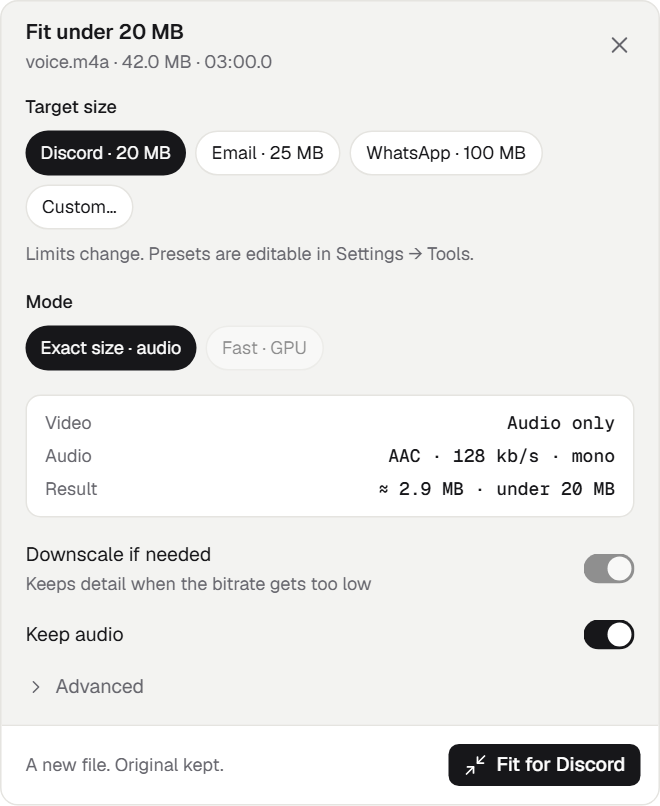 Fit under 20 MB
voice.m4a · 42.0 MB · 03:00.0
Target size
Discord · 20 MB
Email · 25 MB
WhatsApp · 100 MB
Custom…
Limits change. Presets are editable in Settings → Tools.
Mode
Exact size · audio
Fast · GPU
Video
Audio only
Audio
AAC · 128 kb/s · mono
Result
≈ 2.9 MB · under 20 MB
Downscale if needed
Keeps detail when the bitrate gets too low
Keep audio
Advanced
A new file. Original kept.
Fit for Discord